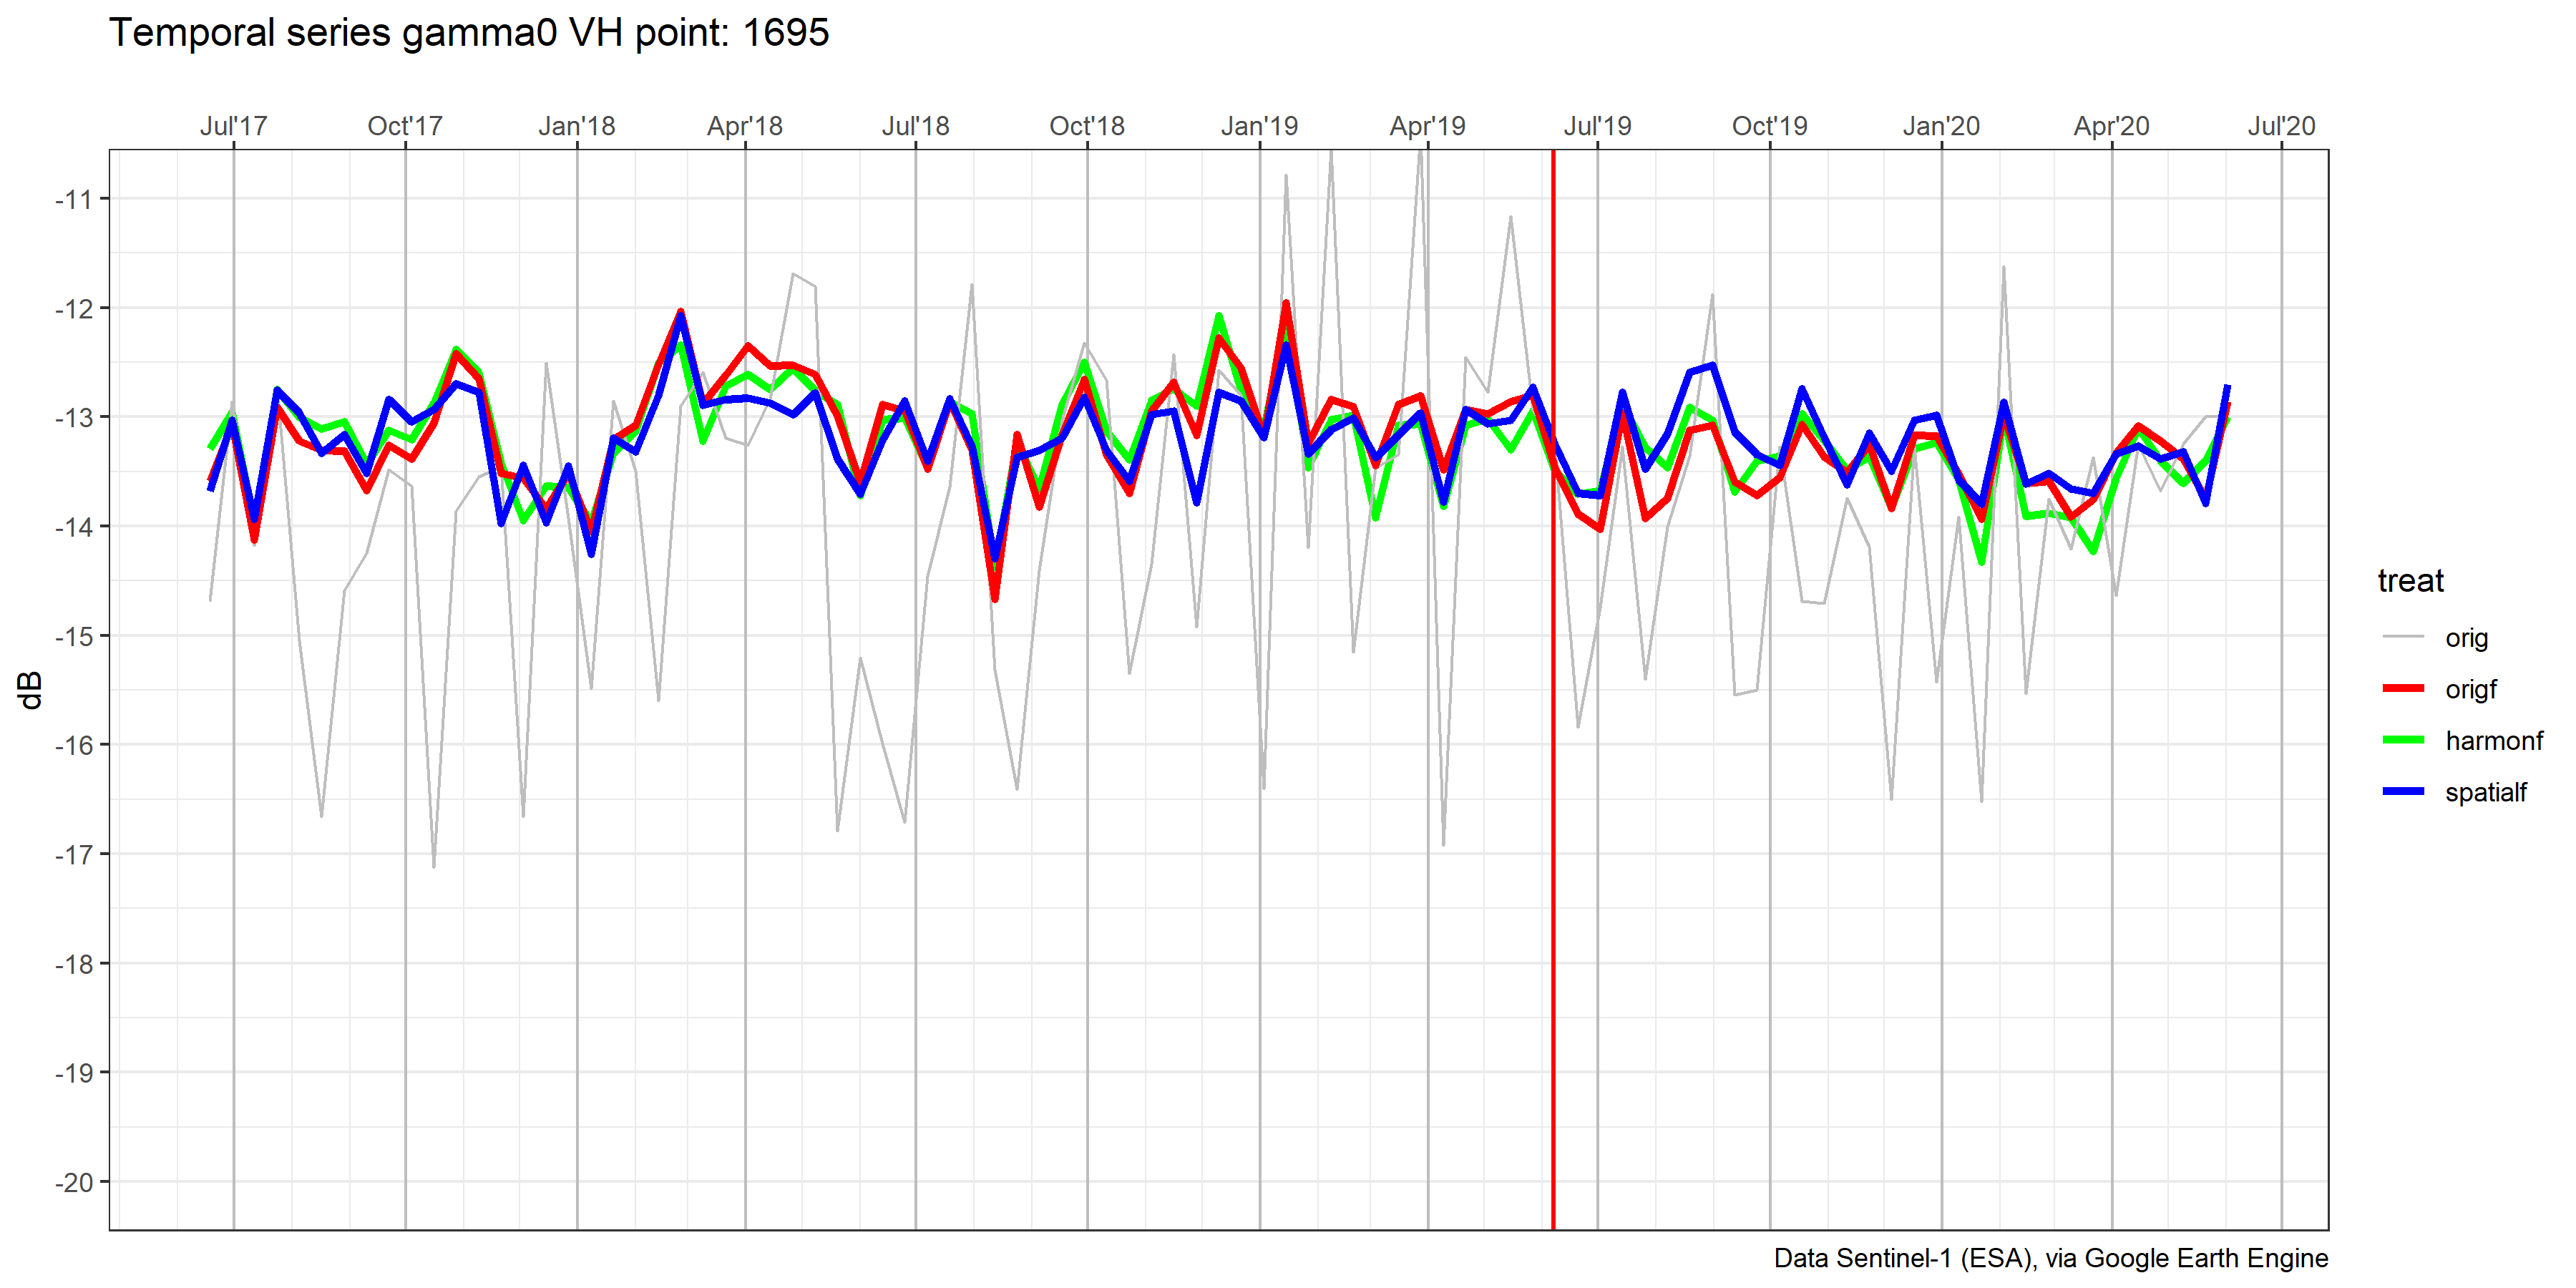 Temporal series gamma0 VH point: 1695
Jul'17 Oct'17 Jan'18 Apr'18 Jul'18 Oct'18 Jan'19 Apr'19 Jul'19 Oct'19 Jan'20 Apr'20 Jul'20
-11
-12
-13
-14
-15
-16
-17
-18
-19
-20
dB
treat
orig
origf
harmonf
spatialf
Data Sentinel-1 (ESA), via Google Earth Engine